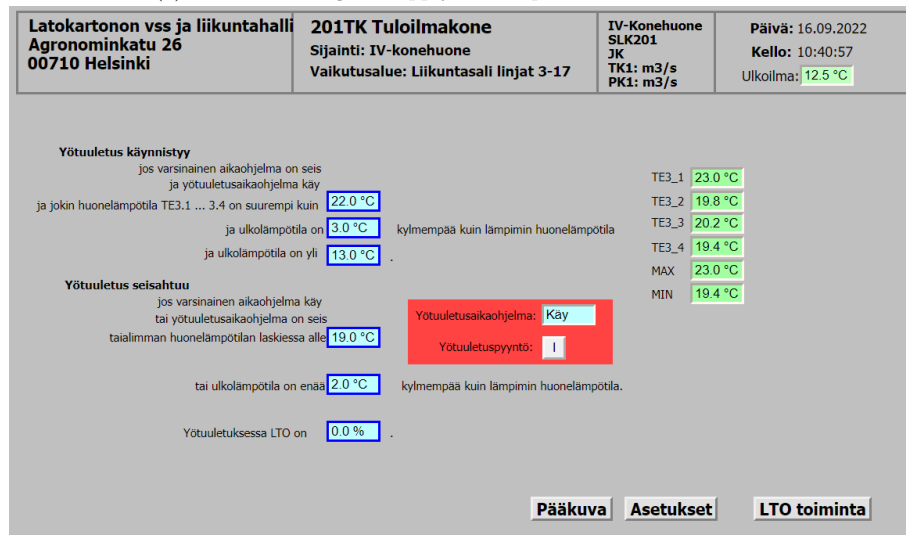 Latokartonon vss ja liikuntahalli
Agronominkatu 26
00710 Helsinki
201TK Tuloilmakone
Sijainti: IV-konehuone
Vaikutusalue: Liikuntasali linjat 3-17
IV-Konehuone
SLK201
JK
TK1: m3/s
PK1: m3/s
Päivä: 16.09.2022
Kello: 10:40:57
Ulkoilma: 12.5 °C
Yötuuletus käynnistyy
jos varsinainen aikaohjelma on seis
ja yötuuletusaikaohjelma käy
ja jokin huonelämpötila TE3.1 ... 3.4 on suurempi kuin 22.0 °C
ja ulkolämpötila on 3.0 °C kylmempää kuin lämpimin huonelämpötila
ja ulkolämpötila on yli 13.0 °C .
TE3_1 23.0 °C
TE3_2 19.8 °C
TE3_3 20.2 °C
TE3_4 19.4 °C
MAX 23.0 °C
MIN 19.4 °C
Yötuuletus seisahtuu
jos varsinainen aikaohjelma käy
tai yötuuletusaikaohjelma on seis
taialimman huonelämpötilan laskiessa alle 19.0 °C
Yötuuletusaikaohjelma: Käy
Yötuuletuspyyntö: I
tai ulkolämpötila on enää 2.0 °C kylmempää kuin lämpimin huonelämpötila.
Yötuuletuksessa LTO on 0.0 % .
Pääkuva Asetukset LTO toiminta